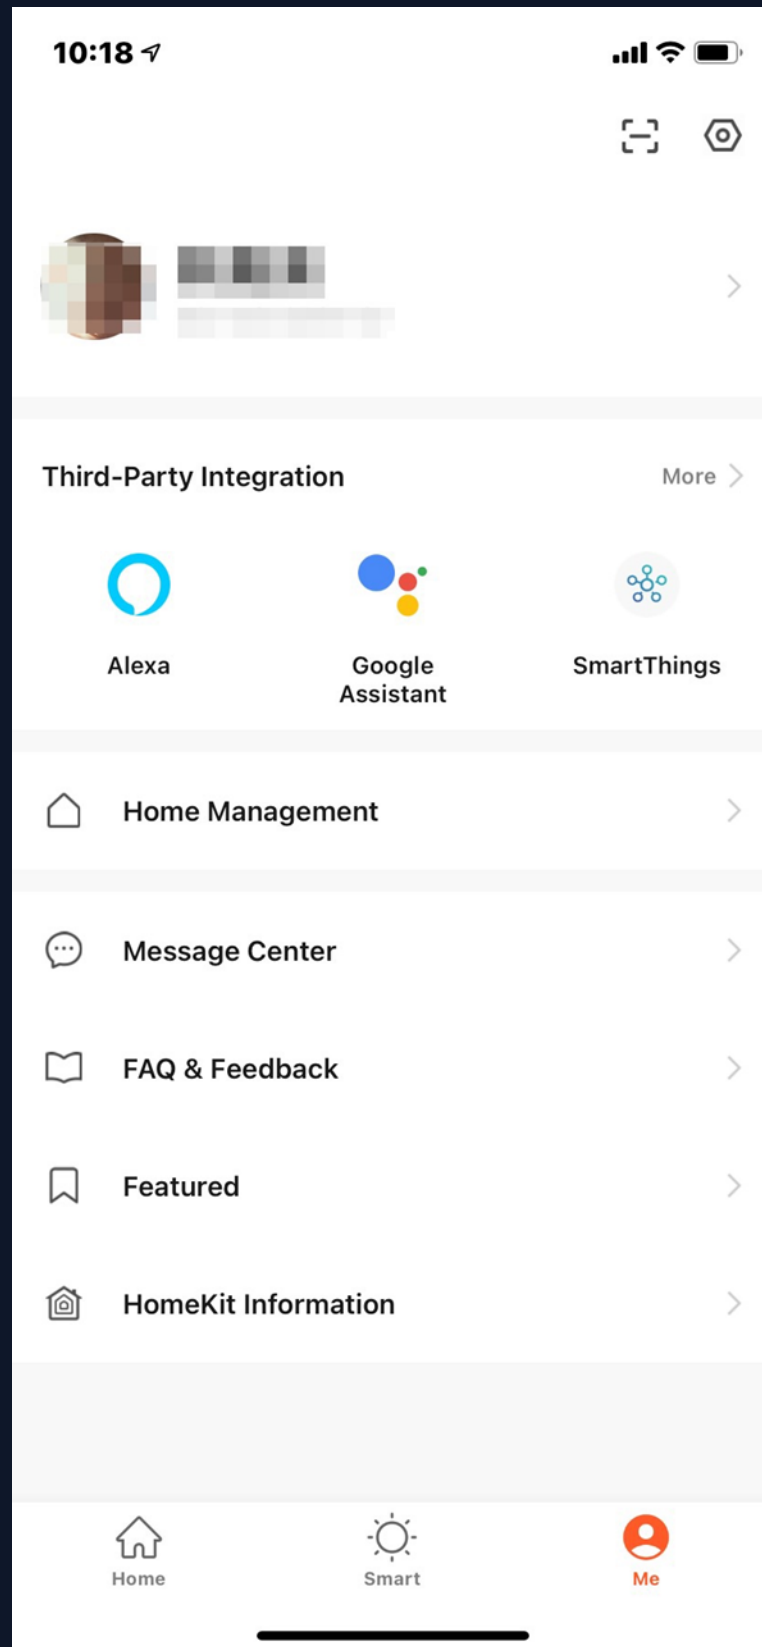 10:18
Third-Party Integration
More
Alexa
Google
Assistant
SmartThings
Home Management
Message Center
FAQ & Feedback
Featured
HomeKit Information
Home
Smart
Me